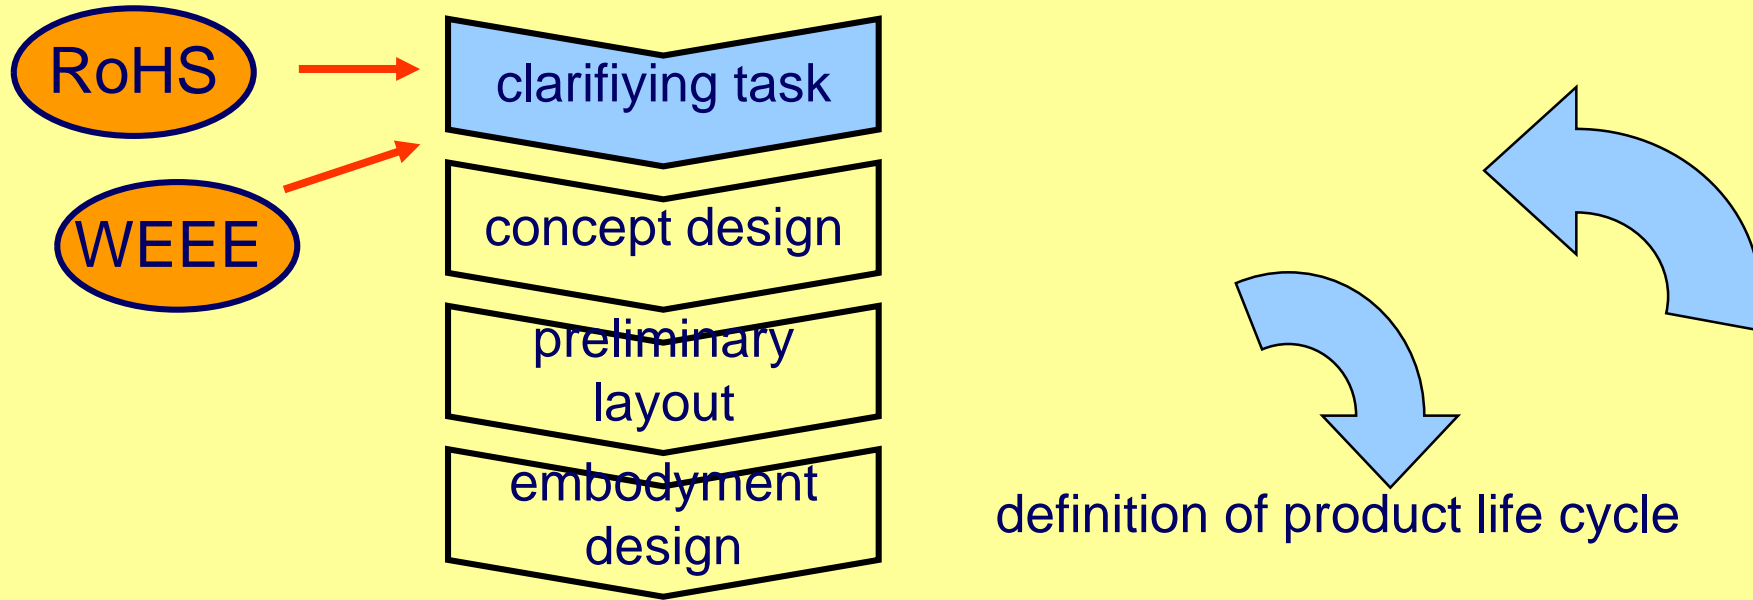 RoHS
clarifiying task
WEEE
concept design
preliminary
layout
embodyment
design
definition of product life cycle